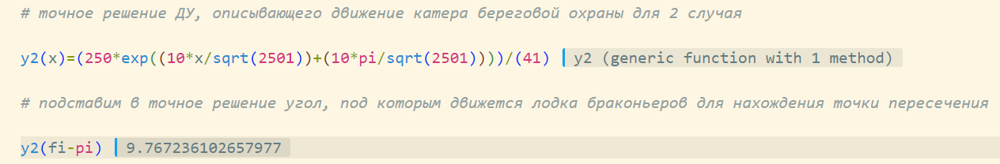 # точное решение ДУ, описывающего движение катера береговой охраны для 2 случая
y2(x)=(250*exp((10*x/sqrt(2501))+(10*pi/sqrt(2501))))/(41) y2 (generic function with 1 method)
# подставим в точное решение угол, под которым движется лодка браконьеров для нахождения точки пересечения
y2(fi-pi) 9.767236102657977